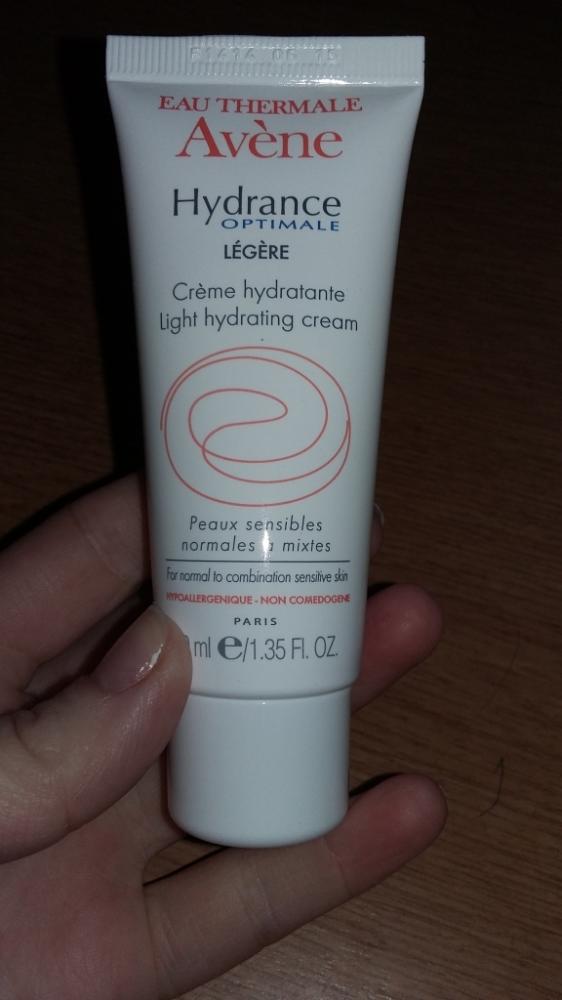 EAU THERMALE
Avène
Hydrance
OPTIMALE
LÉGÈRE
Crème hydratante
Light hydrating cream
Peaux sensibles
normales à mixtes
For normal to combination sensitive skin
HYPOALLERGENIQUE - NON COMEDOGENE
PARIS
ml e/1.35 Fl. OZ.